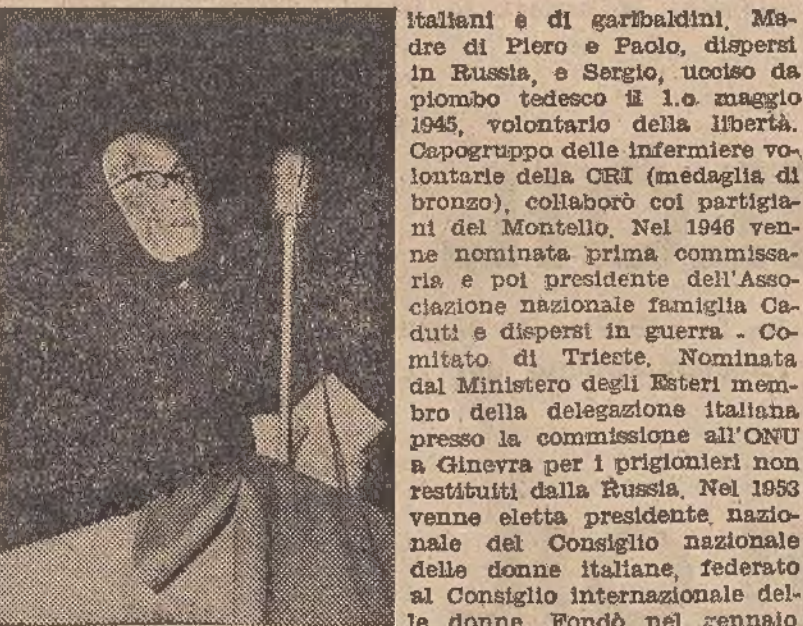 italiani e di garibaldini. Ma-
dre di Piero e Paolo, dispersi
in Russia, e Sergio, ucciso da
piombo tedesco il 1.o maggio
1945, volontario della libertà.
Capogruppo delle infermiere vo-
lontarie della CRI (medaglia di
bronzo), collaborò coi partigia-
ni del Montello. Nel 1946 ven-
ne nominata prima commissa-
ria e poi presidente dell'Asso-
ciazione nazionale famiglia Ca-
duti e dispersi in guerra - Co-
mitato di Trieste. Nominata
dal Ministero degli Esteri mem-
bro della delegazione italiana
presso la commissione all'ONU
a Ginevra per i prigionieri non
restituiti dalla Russia. Nel 1953
venne eletta presidente nazio-
nale del Consiglio nazionale
delle donne italiane, federato
al Consiglio internazionale del-
le donne. Fondò nel gennaio